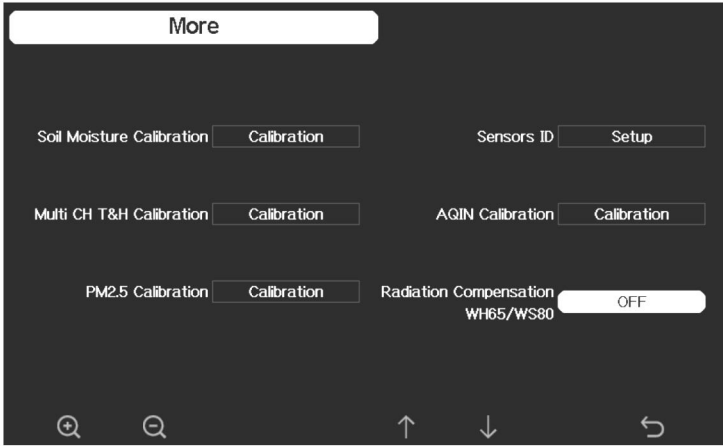 More
Soil Moisture Calibration Calibration Sensors ID Setup
Multi CH T&H Calibration Calibration AQIN Calibration Calibration
PM2.5 Calibration Calibration Radiation Compensation
WH65/WS80 OFF